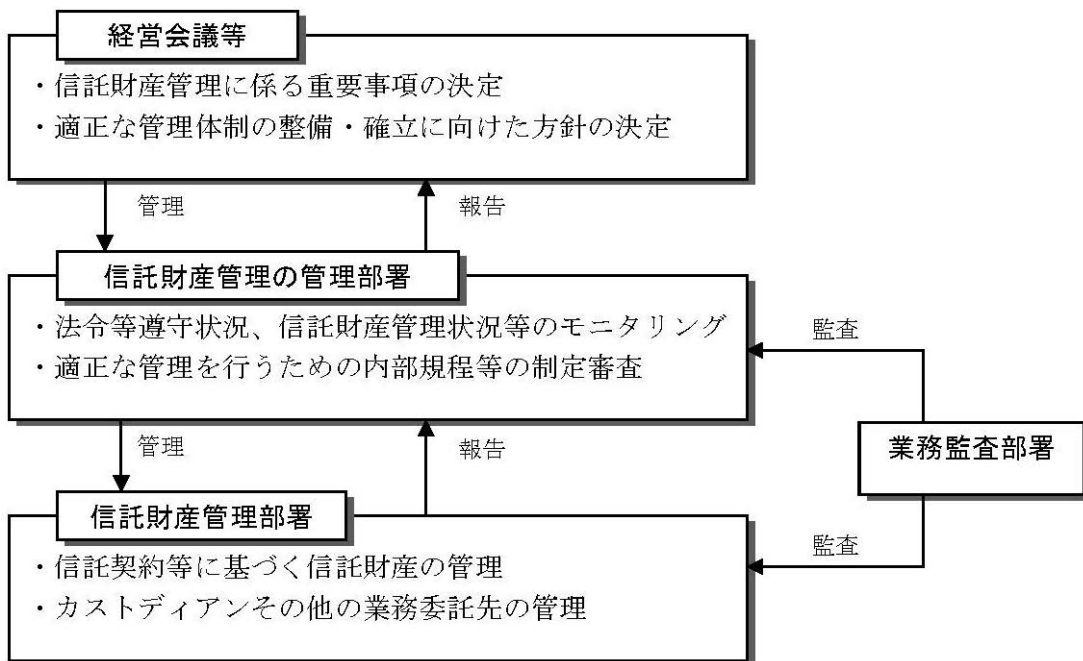 経営会議等
・信託財産管理に係る重要事項の決定
・適正な管理体制の整備・確立に向けた方針の決定
管理
報告
信託財産管理の管理部署
・法令等遵守状況、信託財産管理状況等のモニタリング
・適正な管理を行うための内部規程等の制定審査
監査
管理
報告
業務監査部署
信託財産管理部署
・信託契約等に基づく信託財産の管理
・カストディアンその他の業務委託先の管理
監査